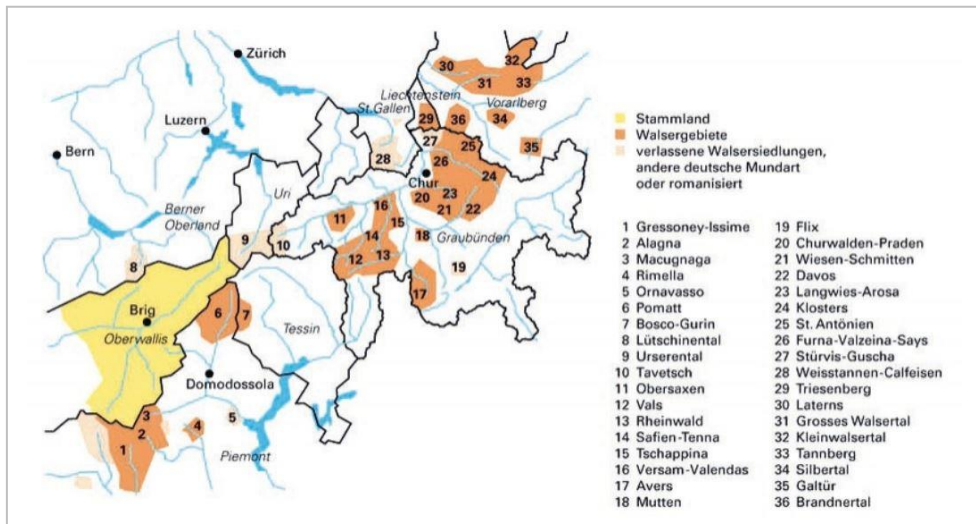 Zürich
Luzern
Bern
Berner
Oberland
Uri
St.Gallen
Liechtenstein
Vorarlberg
Chur
Graubünden
Brig
Oberwallis
Tessin
Domodossola
Piemont
30
32
31
33
29
36
34
35
27
25
26
24
28
20
23
21
22
16
11
15
14
18
12
13
17
19
9
10
8
6
7
3
2
1
4
5
Stammland
Walsergebiete
verlassene Walsersiedlungen,
andere deutsche Mundart
oder romanisiert
1 Gressoney-Issime
2 Alagna
3 Macugnaga
4 Rimella
5 Ornavasso
6 Pomatt
7 Bosco-Gurin
8 Lütschinental
9 Urserental
10 Tavetsch
11 Obersaxen
12 Vals
13 Rheinwald
14 Safien-Tenna
15 Tschappina
16 Versam-Valendas
17 Avers
18 Mutten
19 Flix
20 Churwalden-Praden
21 Wiesen-Schmitten
22 Davos
23 Langwies-Arosa
24 Klosters
25 St. Antönien
26 Furna-Valzeina-Says
27 Stürvis-Guscha
28 Weisstannen-Calfeisen
29 Triesenberg
30 Laterns
31 Grosses Walsertal
32 Kleinwalsertal
33 Tannberg
34 Silbertal
35 Galtür
36 Brandnertal